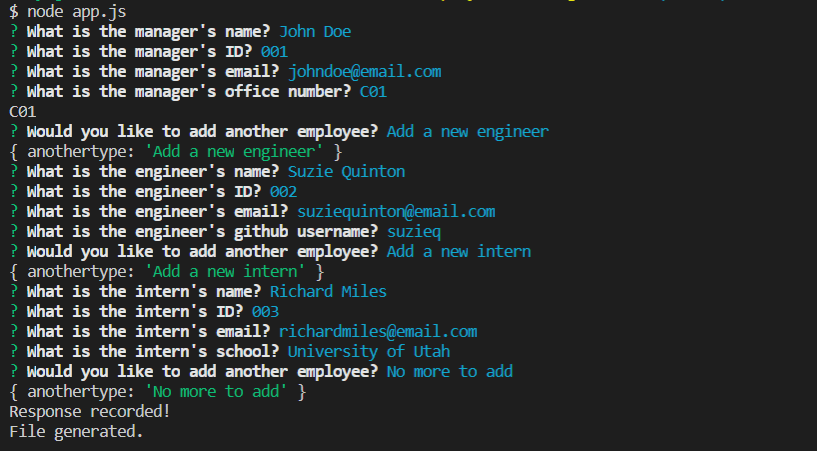 $ node app.js
? What is the manager's name? John Doe
? What is the manager's ID? 001
? What is the manager's email? johndoe@email.com
? What is the manager's office number? C01
C01
? Would you like to add another employee? Add a new engineer
{ anothertype: 'Add a new engineer' }
? What is the engineer's name? Suzie Quinton
? What is the engineer's ID? 002
? What is the engineer's email? suziequinton@email.com
? What is the engineer's github username? suzieq
? Would you like to add another employee? Add a new intern
{ anothertype: 'Add a new intern' }
? What is the intern's name? Richard Miles
? What is the intern's ID? 003
? What is the intern's email? richardmiles@email.com
? What is the intern's school? University of Utah
? Would you like to add another employee? No more to add
{ anothertype: 'No more to add' }
Response recorded!
File generated.